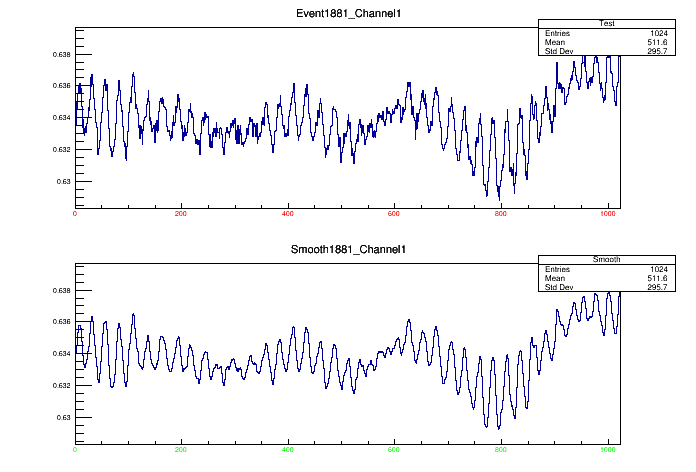 Event1881_Channel1
Test
Entries 1024
Mean 511.6
Std Dev 295.7
0.638
0.636
0.634
0.632
0.63
0 200 400 600 800 1000
Smooth1881_Channel1
Smooth
Entries 1024
Mean 511.6
Std Dev 295.7
0.638
0.636
0.634
0.632
0.63
0 200 400 600 800 1000